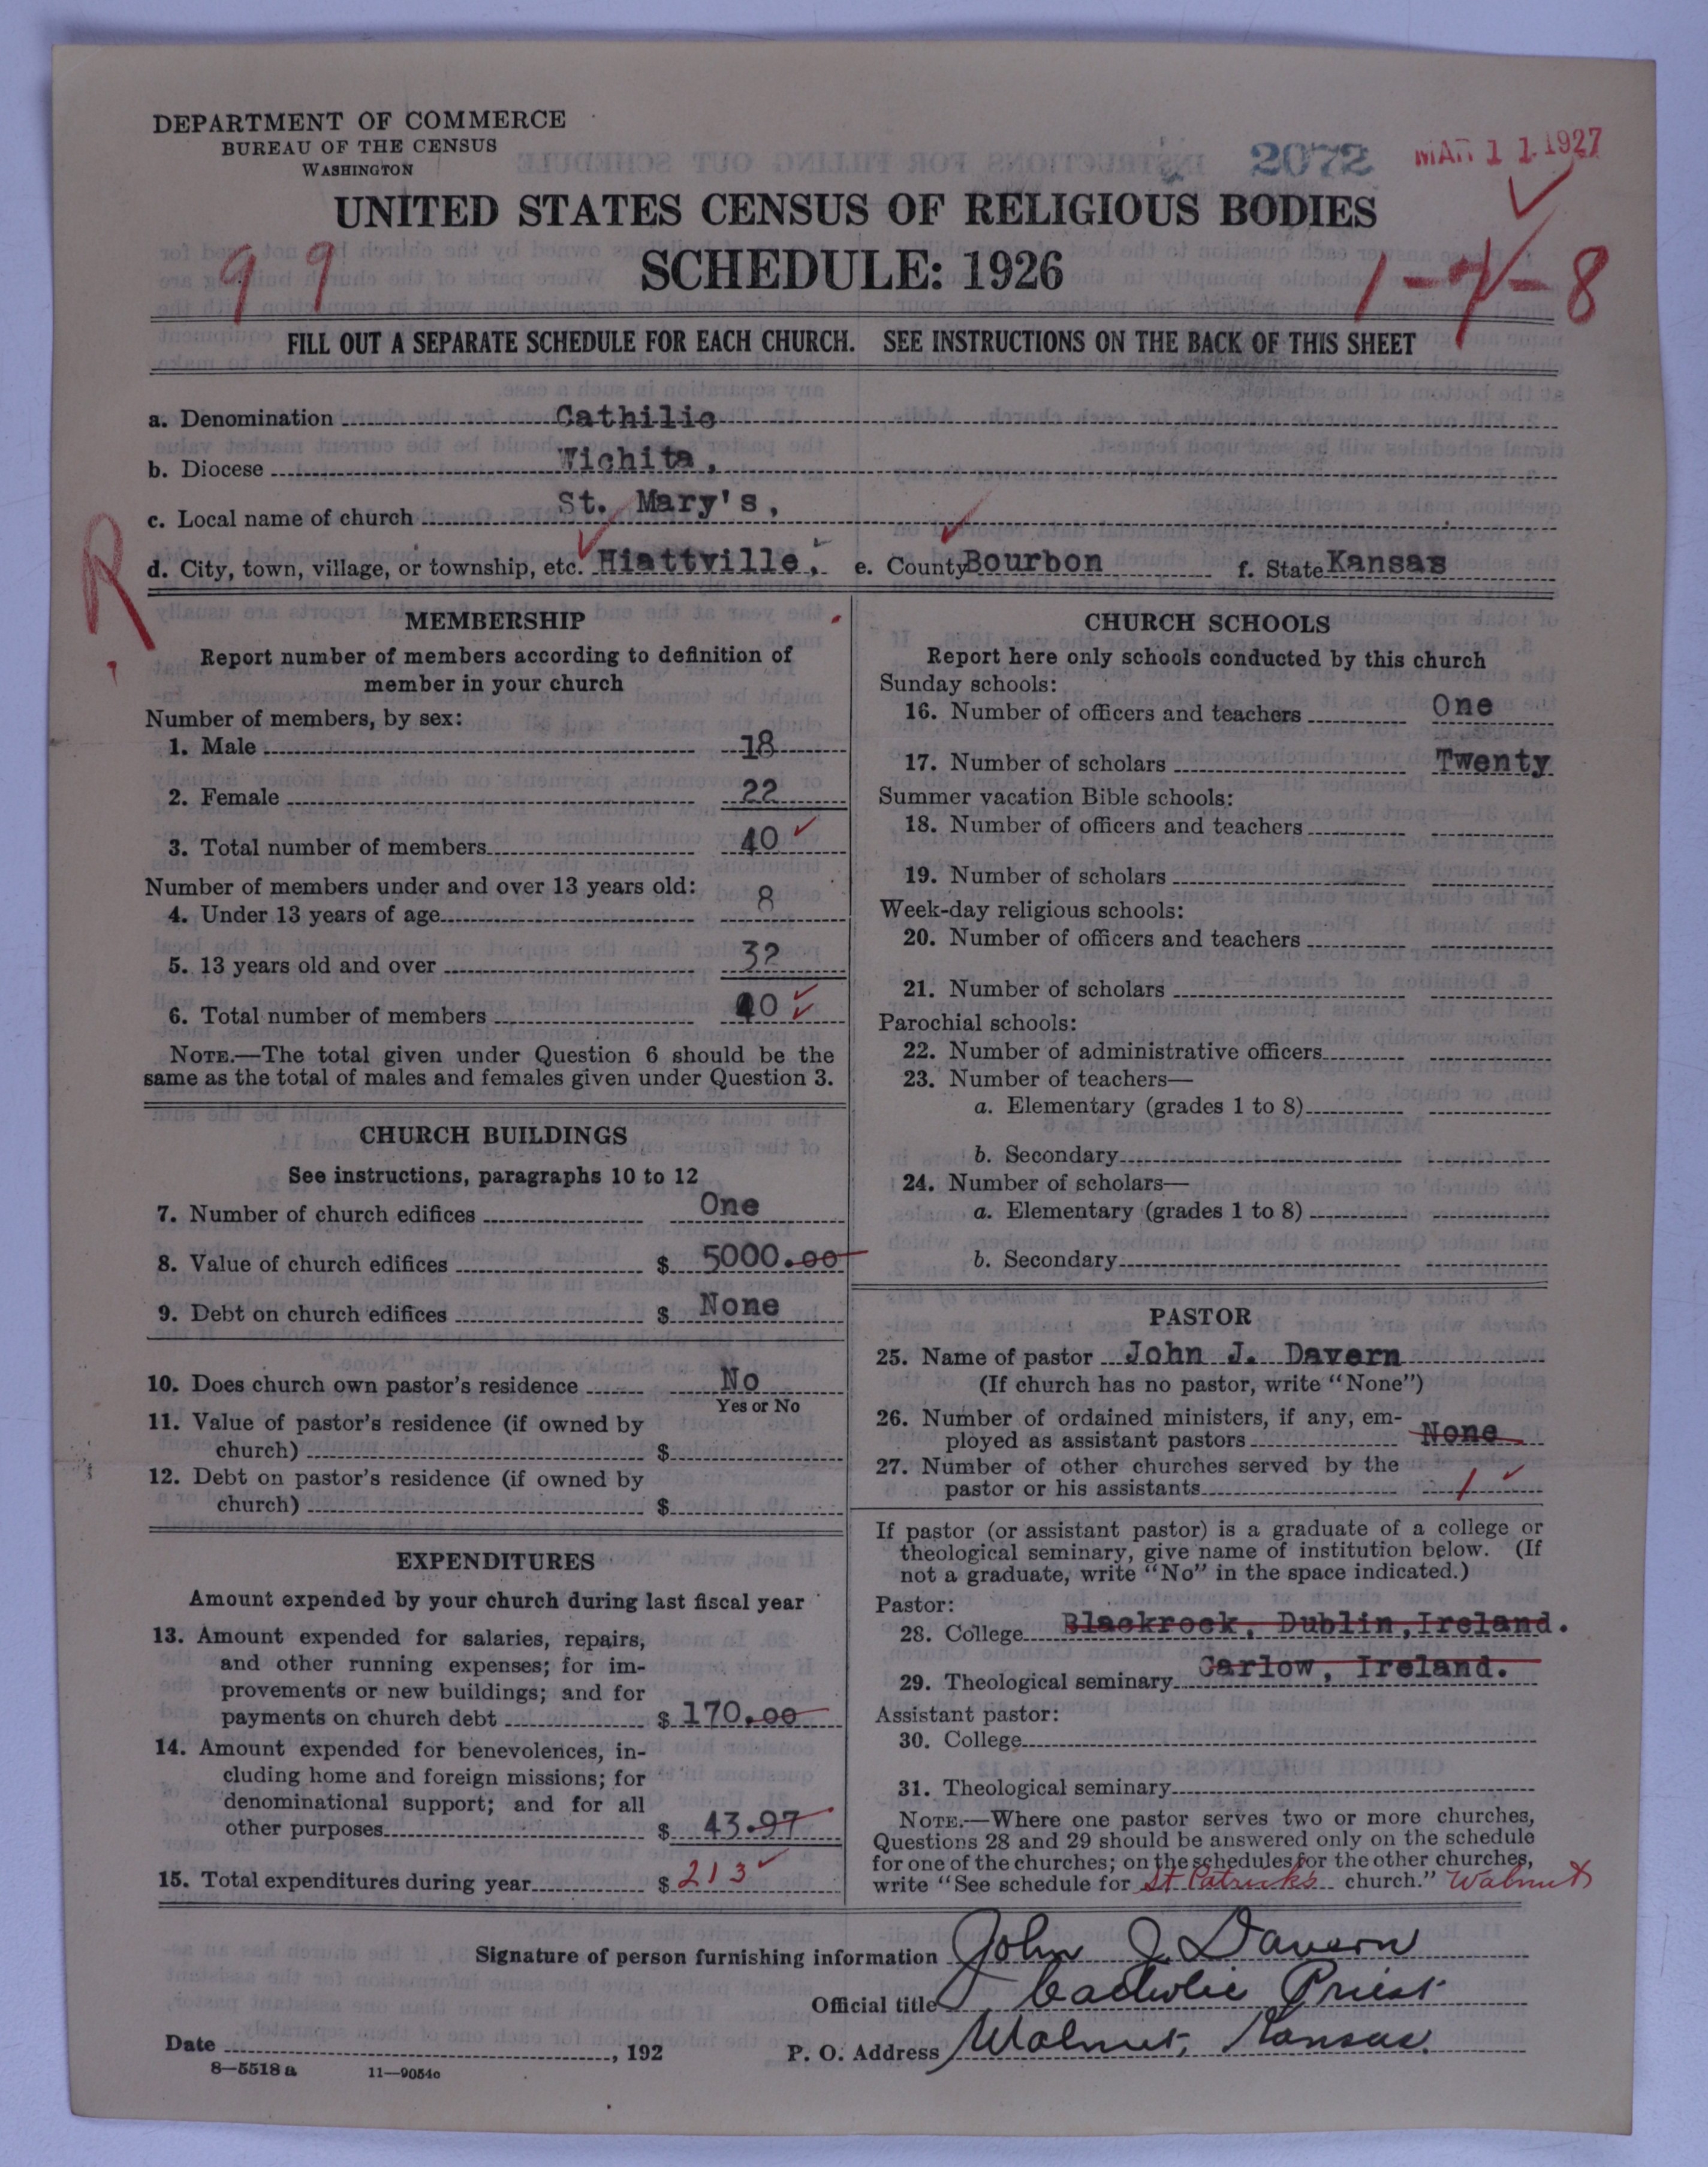 DEPARTMENT OF COMMERCE
BUREAU OF THE CENSUS
WASHINGTON
2072
MAR 11 1927
UNITED STATES CENSUS OF RELIGIOUS BODIES
SCHEDULE: 1926
99
1-4-8
FILL OUT A SEPARATE SCHEDULE FOR EACH CHURCH. SEE INSTRUCTIONS ON THE BACK OF THIS SHEET
a. Denomination Cathilic
b. Diocese Wichita,
c. Local name of church St. Mary's,
R
d. City, town, village, or township, etc. Hiattville, e. County Bourbon f. State Kansas
MEMBERSHIP
Report number of members according to definition of
member in your church
Number of members, by sex:
1. Male 18
2. Female 22
3. Total number of members 40
Number of members under and over 13 years old:
4. Under 13 years of age 8
5. 13 years old and over 32
6. Total number of members 40
NOTE.—The total given under Question 6 should be the
same as the total of males and females given under Question 3.
CHURCH BUILDINGS
See instructions, paragraphs 10 to 12
7. Number of church edifices One
8. Value of church edifices $ 5000.00
9. Debt on church edifices $ None
10. Does church own pastor's residence No
Yes or No
11. Value of pastor's residence (if owned by
church) $
12. Debt on pastor's residence (if owned by
church) $
EXPENDITURES
Amount expended by your church during last fiscal year
13. Amount expended for salaries, repairs,
and other running expenses; for im-
provements or new buildings; and for
payments on church debt $ 170.00
14. Amount expended for benevolences, in-
cluding home and foreign missions; for
denominational support; and for all
other purposes $ 43.97
15. Total expenditures during year $ 213
CHURCH SCHOOLS
Report here only schools conducted by this church
Sunday schools:
16. Number of officers and teachers One
17. Number of scholars Twenty
Summer vacation Bible schools:
18. Number of officers and teachers
19. Number of scholars
Week-day religious schools:
20. Number of officers and teachers
21. Number of scholars
Parochial schools:
22. Number of administrative officers
23. Number of teachers—
a. Elementary (grades 1 to 8)
b. Secondary
24. Number of scholars—
a. Elementary (grades 1 to 8)
b. Secondary
PASTOR
25. Name of pastor John J. Davern
(If church has no pastor, write "None")
26. Number of ordained ministers, if any, em-
ployed as assistant pastors None
27. Number of other churches served by the
pastor or his assistants 1
If pastor (or assistant pastor) is a graduate of a college or
theological seminary, give name of institution below. (If
not a graduate, write "No" in the space indicated.)
Pastor:
28. College Blackrock, Dublin, Ireland.
29. Theological seminary Carlow, Ireland.
Assistant pastor:
30. College
31. Theological seminary
NOTE.—Where one pastor serves two or more churches,
Questions 28 and 29 should be answered only on the schedule
for one of the churches; on the schedules for the other churches,
write "See schedule for St Patricks church." Walnut
Signature of person furnishing information John J. Davern
Official title Catholic Priest
Date , 192
P. O. Address Walnut, Kansas.
8—5518 a 11—9054c